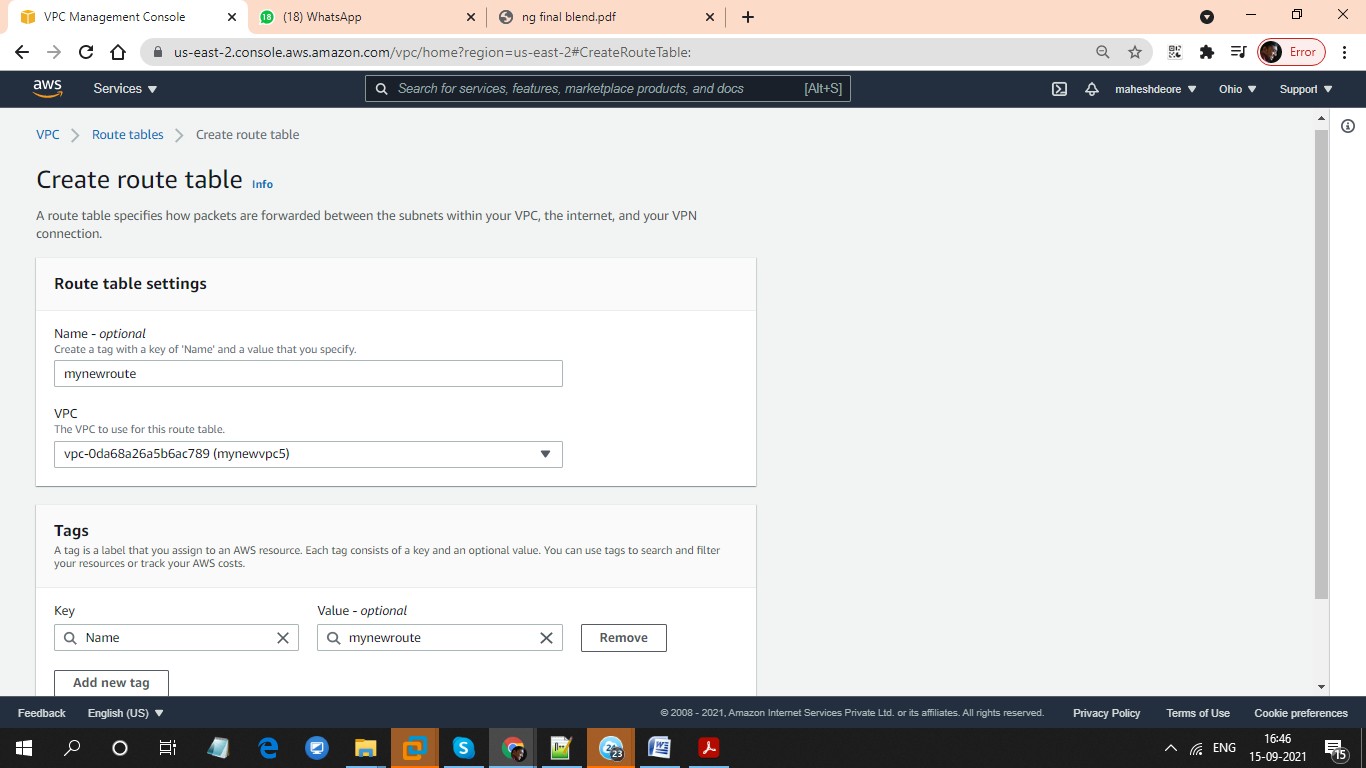 VPC Management Console
(18) WhatsApp
ng final blend.pdf
us-east-2.console.aws.amazon.com/vpc/home?region=us-east-2#CreateRouteTable:
Error
aws
Services
Search for services, features, marketplace products, and docs
[Alt+S]
maheshdeore
Ohio
Support
VPC
Route tables
Create route table
Create route table
Info
A route table specifies how packets are forwarded between the subnets within your VPC, the internet, and your VPN
connection.
Route table settings
Name - optional
Create a tag with a key of 'Name' and a value that you specify.
mynewroute
VPC
The VPC to use for this route table.
vpc-0da68a26a5b6ac789 (mynewvpc5)
Tags
A tag is a label that you assign to an AWS resource. Each tag consists of a key and an optional value. You can use tags to search and filter
your resources or track your AWS costs.
Key
Value - optional
Name
mynewroute
Remove
Add new tag
Feedback
English (US)
© 2008 - 2021, Amazon Internet Services Private Ltd. or its affiliates. All rights reserved.
Privacy Policy
Terms of Use
Cookie preferences
ENG
16:46
15-09-2021
15